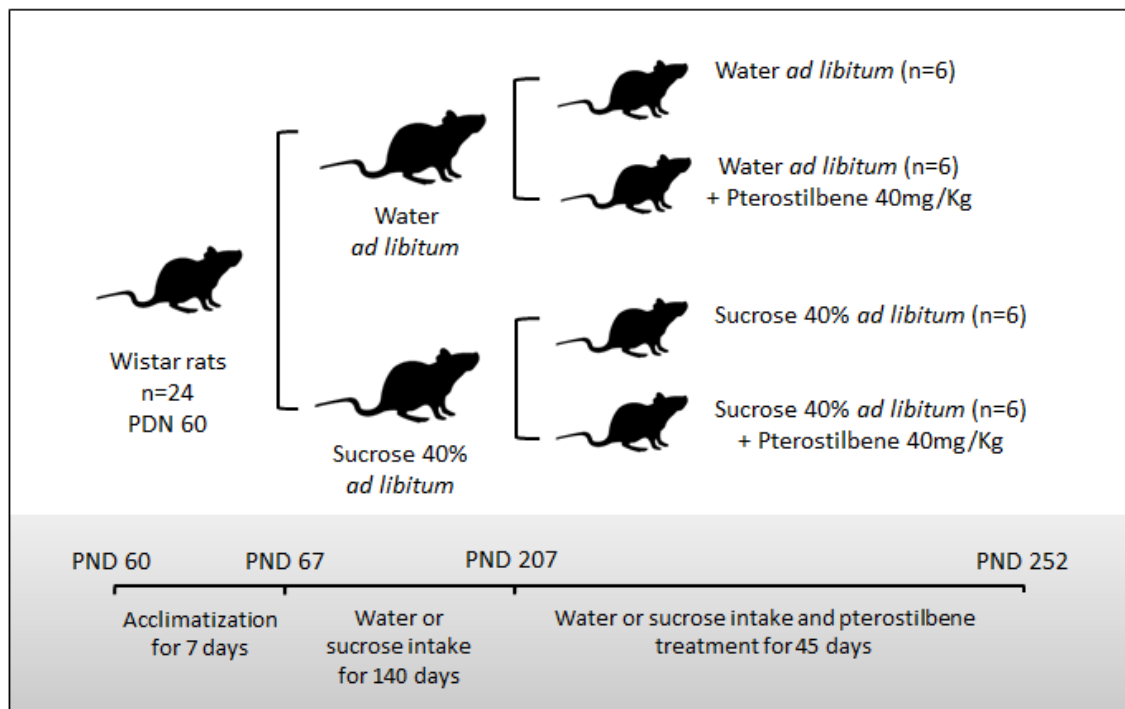 Water ad libitum (n=6)
Water ad libitum (n=6)
+ Pterostilbene 40mg/Kg
Water
ad libitum
Wistar rats
n=24
PDN 60
Sucrose 40% ad libitum (n=6)
Sucrose 40% ad libitum (n=6)
+ Pterostilbene 40mg/Kg
Sucrose 40%
ad libitum
PND 60
PND 67
PND 207
PND 252
Acclimatization
for 7 days
Water or
sucrose intake
for 140 days
Water or sucrose intake and pterostilbene
treatment for 45 days